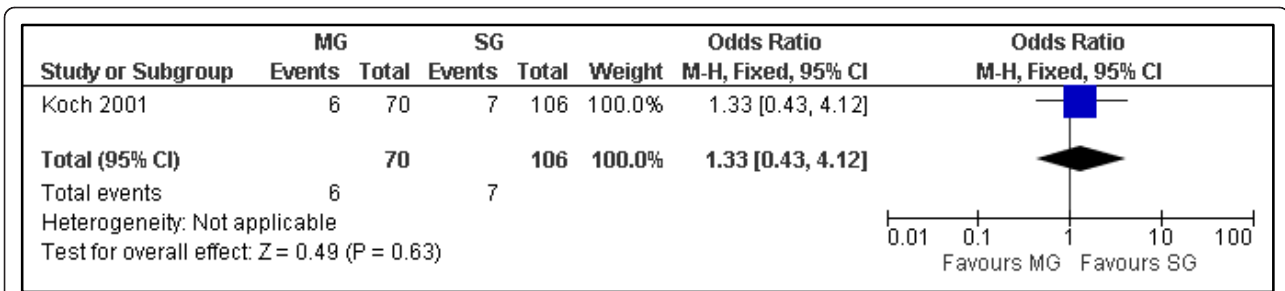 MG SG Odds Ratio Odds Ratio
Study or Subgroup Events Total Events Total Weight M-H, Fixed, 95% CI M-H, Fixed, 95% CI
Koch 2001 6 70 7 106 100.0% 1.33 [0.43, 4.12]
Total (95% CI) 70 106 100.0% 1.33 [0.43, 4.12]
Total events 6 7
Heterogeneity: Not applicable
Test for overall effect: Z = 0.49 (P = 0.63)
0.01 0.1 1 10 100
Favours MG Favours SG